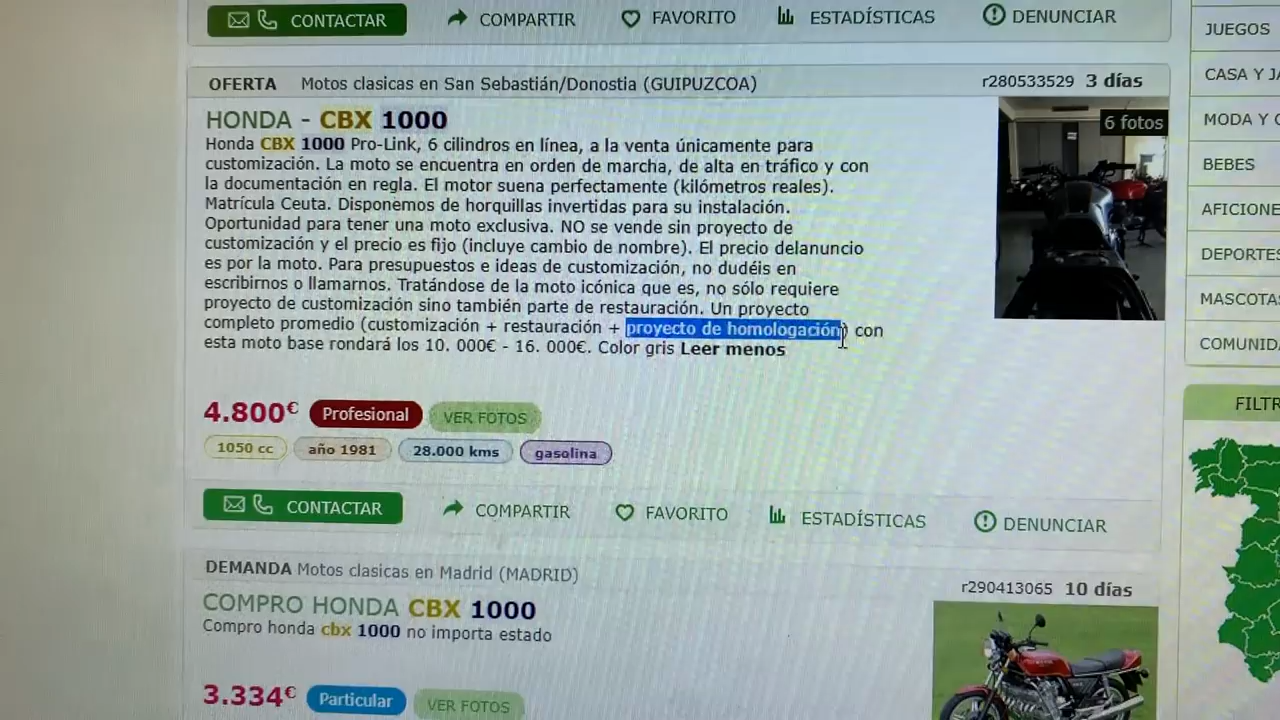 CONTACTAR COMPARTIR FAVORITO ESTADÍSTICAS DENUNCIAR
OFERTA Motos clasicas en San Sebastián/Donostia (GUIPUZCOA) r280533529 3 días
6 fotos
HONDA - CBX 1000
Honda CBX 1000 Pro-Link, 6 cilindros en línea, a la venta únicamente para
customización. La moto se encuentra en orden de marcha, de alta en tráfico y con
la documentación en regla. El motor suena perfectamente (kilómetros reales).
Matrícula Ceuta. Disponemos de horquillas invertidas para su instalación.
Oportunidad para tener una moto exclusiva. NO se vende sin proyecto de
customización y el precio es fijo (incluye cambio de nombre). El precio delanuncio
es por la moto. Para presupuestos e ideas de customización, no dudéis en
escribirnos o llamarnos. Tratándose de la moto icónica que es, no sólo requiere
proyecto de customización sino también parte de restauración. Un proyecto
completo promedio (customización + restauración + proyecto de homologación) con
esta moto base rondará los 10. 000€ - 16. 000€. Color gris Leer menos
4.800€ Profesional VER FOTOS
1050 cc año 1981 28.000 kms gasolina
CONTACTAR COMPARTIR FAVORITO ESTADÍSTICAS DENUNCIAR
DEMANDA Motos clasicas en Madrid (MADRID) r290413065 10 días
COMPRO HONDA CBX 1000
Compro honda cbx 1000 no importa estado
3.334€ Particular VER FOTOS
JUEGOS
CASA Y JA
MODA Y C
BEBES
AFICIONE
DEPORTES
MASCOTA
COMUNID
FILTR